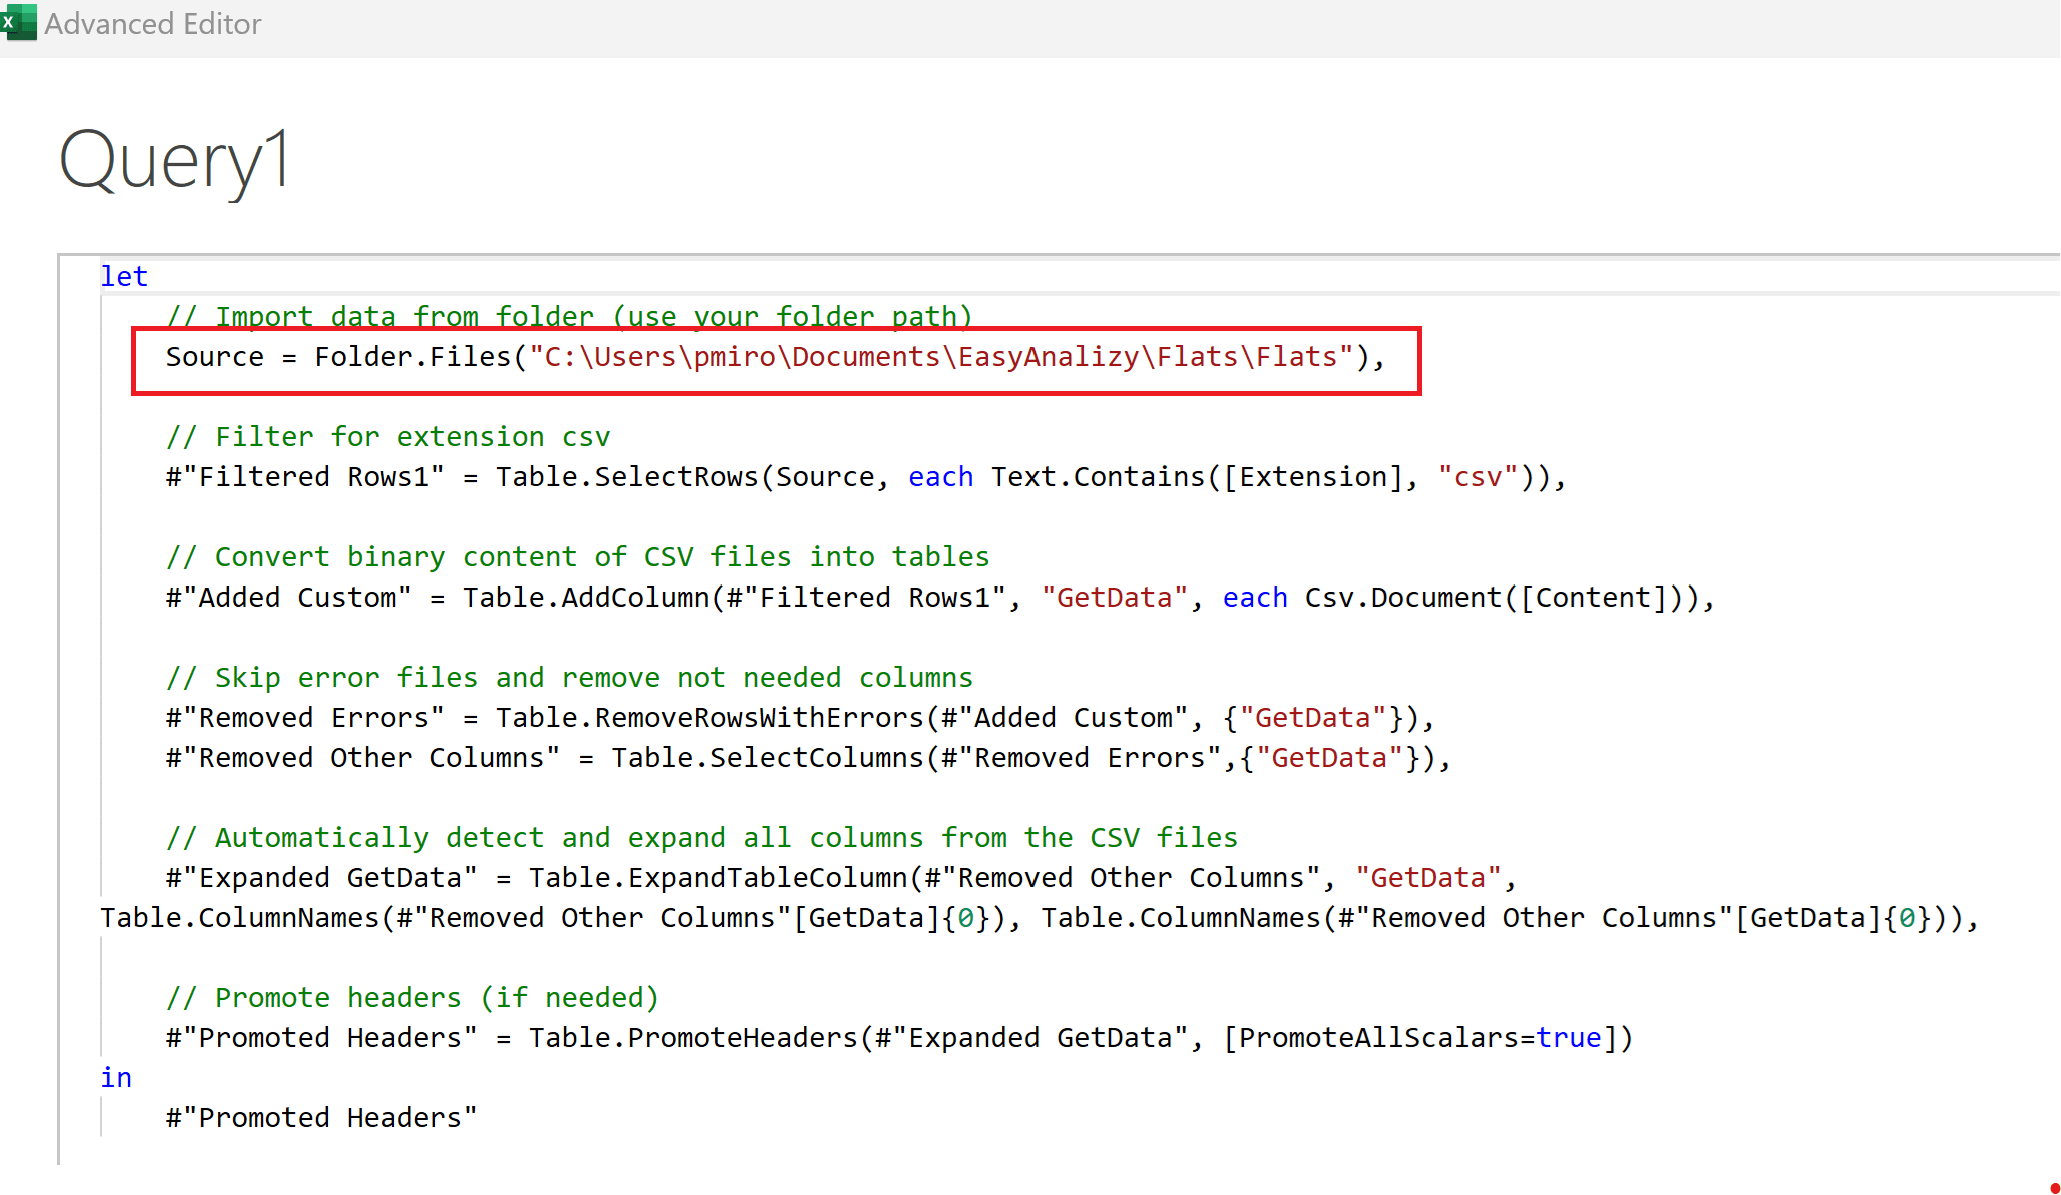 Advanced Editor
Query1
let
// Import data from folder (use your folder path)
Source = Folder.Files("C:\Users\pmiro\Documents\EasyAnalizy\Flats\Flats"),
// Filter for extension csv
#"Filtered Rows1" = Table.SelectRows(Source, each Text.Contains([Extension], "csv")),
// Convert binary content of CSV files into tables
#"Added Custom" = Table.AddColumn(#"Filtered Rows1", "GetData", each Csv.Document([Content])),
// Skip error files and remove not needed columns
#"Removed Errors" = Table.RemoveRowsWithErrors(#"Added Custom", {"GetData"}),
#"Removed Other Columns" = Table.SelectColumns(#"Removed Errors",{"GetData"}),
// Automatically detect and expand all columns from the CSV files
#"Expanded GetData" = Table.ExpandTableColumn(#"Removed Other Columns", "GetData",
Table.ColumnNames(#"Removed Other Columns"[GetData]{0}), Table.ColumnNames(#"Removed Other Columns"[GetData]{0})),
// Promote headers (if needed)
#"Promoted Headers" = Table.PromoteHeaders(#"Expanded GetData", [PromoteAllScalars=true])
in
#"Promoted Headers"